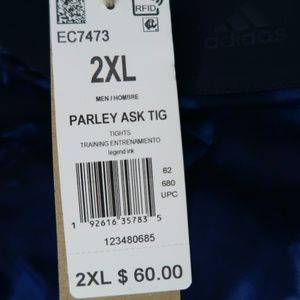 RFID
adidas
EC7473
2XL
MEN / HOMBRE
PARLEY ASK TIG
TIGHTS
TRAINING ENTRENAMIENTO
legend ink
62
680
UPC
1 92616 35783 5
123480685
2XL $ 60.00